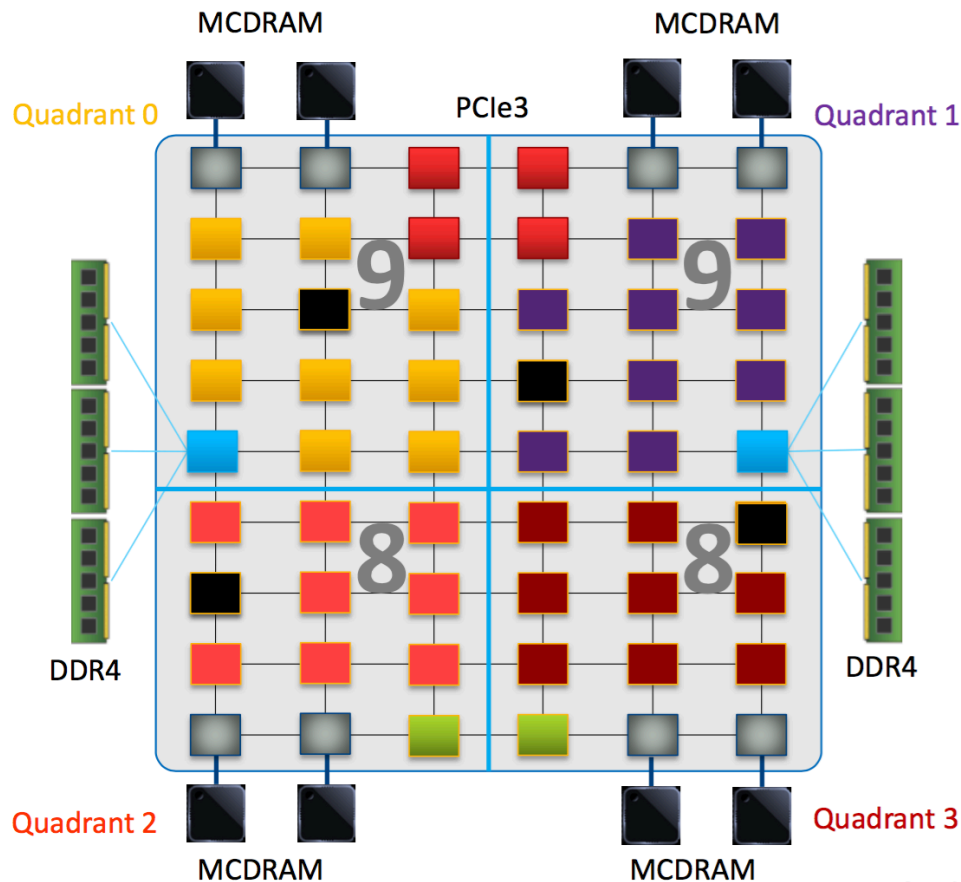 MCDRAM
MCDRAM
Quadrant 0
PCIe3
Quadrant 1
9
9
8
8
DDR4
DDR4
Quadrant 2
Quadrant 3
MCDRAM
MCDRAM